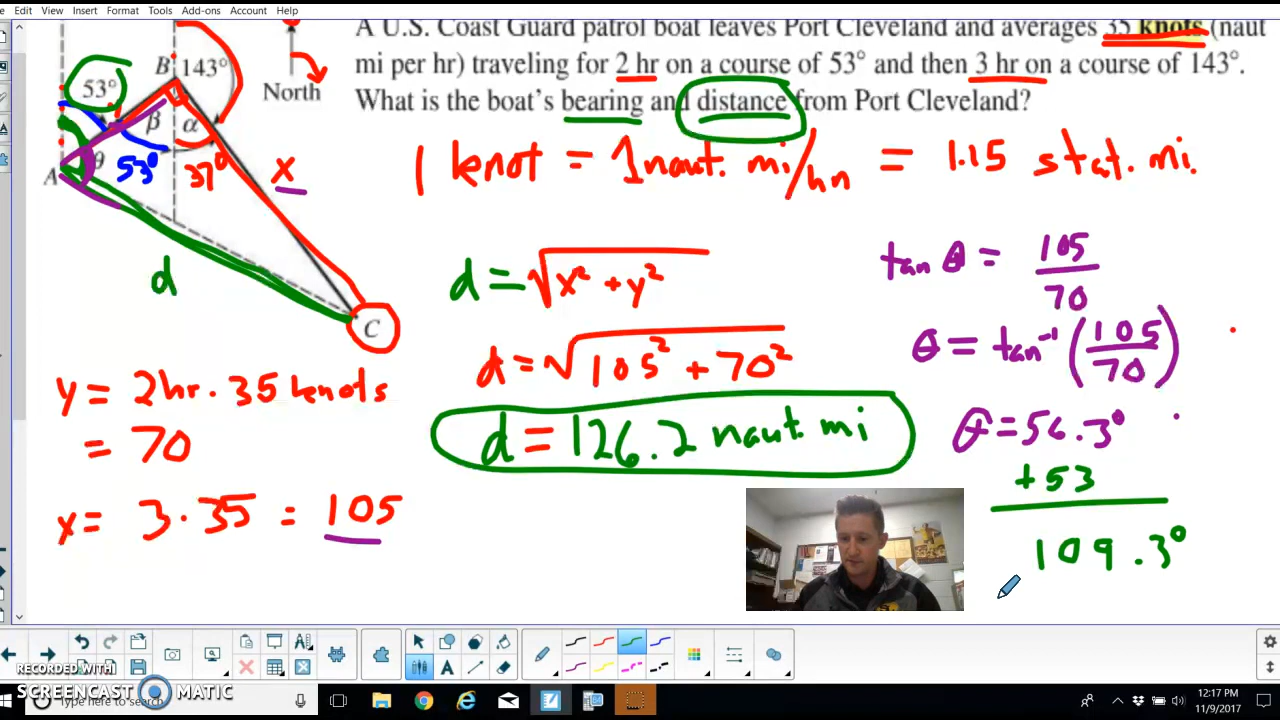 File Edit View Insert Format Tools Add-ons Account Help
A U.S. Coast Guard patrol boat leaves Port Cleveland and averages 35 knots (naut
mi per hr) traveling for 2 hr on a course of 53° and then 3 hr on a course of 143°.
What is the boat's bearing and distance from Port Cleveland?
B 143°
53°
North
β α
A θ 53° 37° x
d
C
1 knot = 1 naut. mi/hr = 1.15 stat. mi.
d = √x² + y²
d = √105² + 70²
d = 126.2 naut. mi
tan θ = 105/70
θ = tan⁻¹(105/70)
θ = 56.3°
+53
109.3°
y = 2hr. · 35 knots
= 70
x = 3 · 35 = 105
RECORDED WITH
SCREENCAST MATIC
Type here to search
12:17 PM
11/9/2017